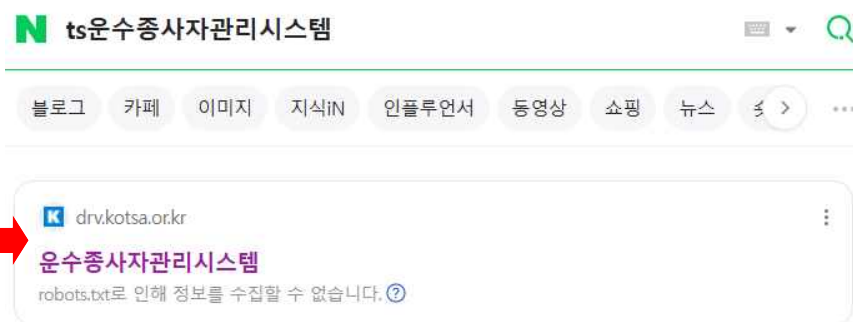 N ts운수종사자관리시스템
블로그 카페 이미지 지식iN 인플루언서 동영상 쇼핑 뉴스
K drv.kotsa.or.kr
운수종사자관리시스템
robots.txt로 인해 정보를 수집할 수 없습니다. ?